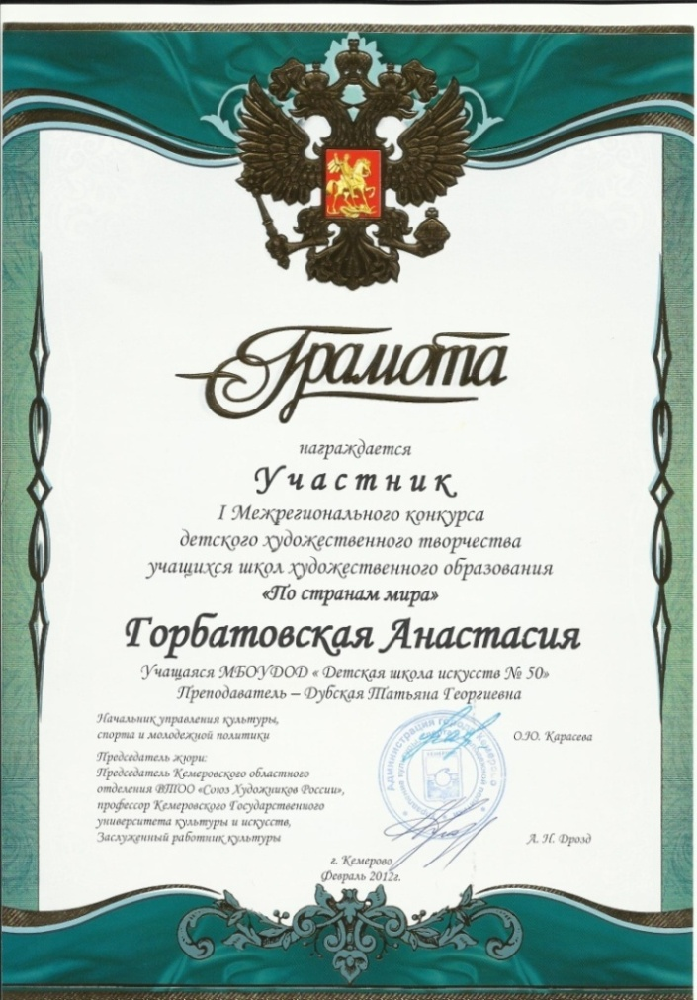 Грамота
награждается
Участник
I Межрегионального конкурса
детского художественного творчества
учащихся школ художественного образования
«По странам мира»
Горбатовская Анастасия
Учащаяся МБОУДОД « Детская школа искусств № 50»
Преподаватель – Дубская Татьяна Георгиевна
Начальник управления культуры,
спорта и молодежной политики
О.Ю. Карасева
Председатель жюри:
Председатель Кемеровского областного
отделения ВТОО «Союз Художников России»,
профессор Кемеровского Государственного
университета культуры и искусств,
Заслуженный работник культуры
А. Н. Дрозд
Администрация города Кемерово
г. Кемерово
Февраль 2012г.